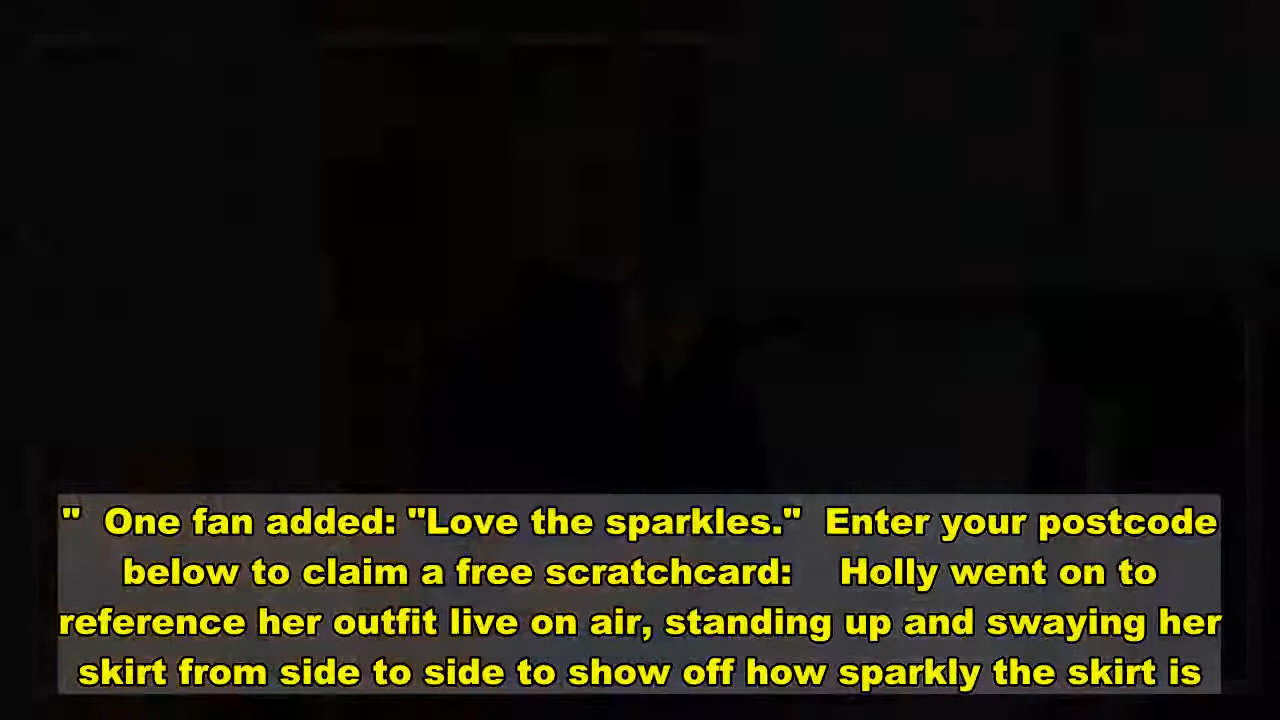 "  One fan added: "Love the sparkles."  Enter your postcode
below to claim a free scratchcard:    Holly went on to
reference her outfit live on air, standing up and swaying her
skirt from side to side to show off how sparkly the skirt is